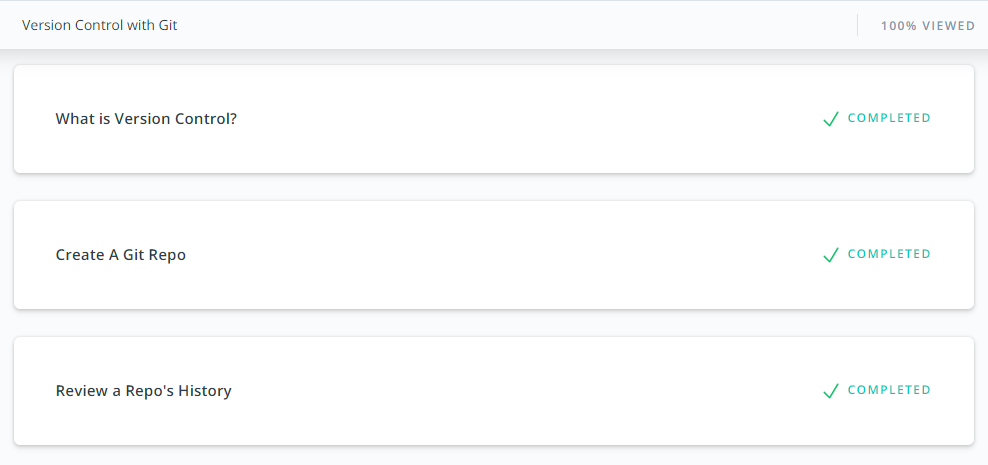 Version Control with Git
100% VIEWED
What is Version Control?
COMPLETED
Create A Git Repo
COMPLETED
Review a Repo's History
COMPLETED